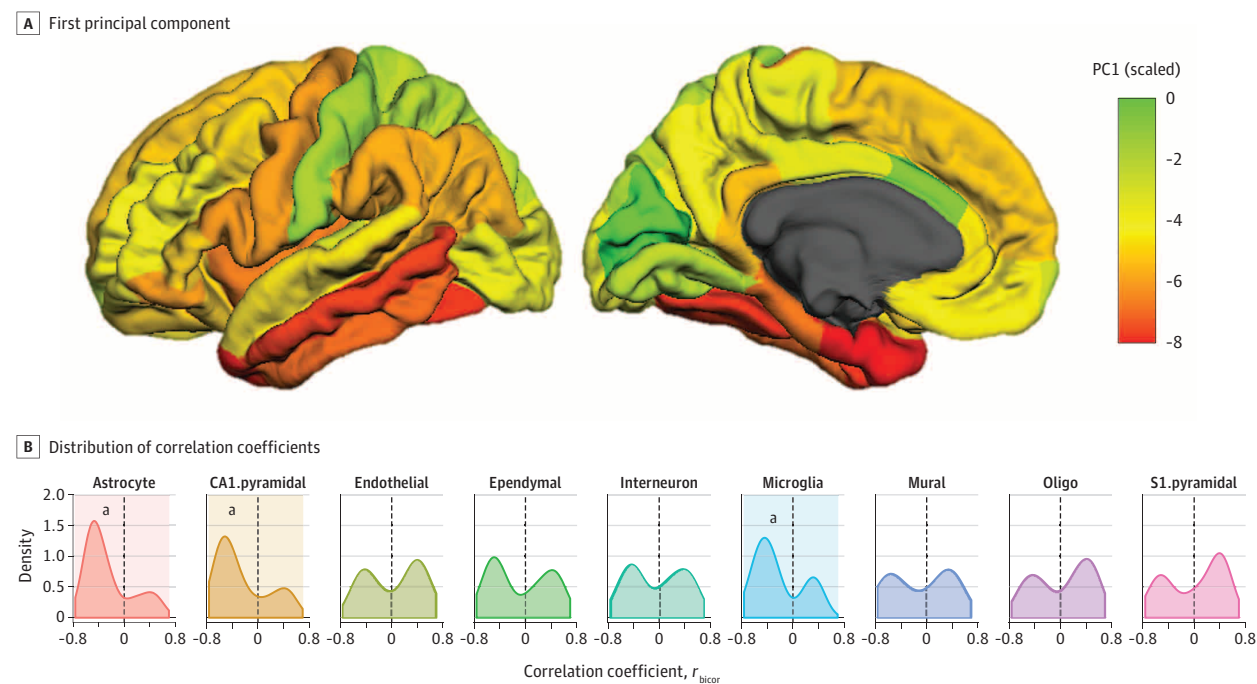 A First principal component
PC1 (scaled)
0
-2
-4
-6
-8
B Distribution of correlation coefficients
Astrocyte CA1.pyramidal Endothelial Ependymal Interneuron Microglia Mural Oligo S1.pyramidal
Density
2.0
1.5
1.0
0.5
0
a a a
-0.8 0 0.8 -0.8 0 0.8 -0.8 0 0.8 -0.8 0 0.8 -0.8 0 0.8 -0.8 0 0.8 -0.8 0 0.8 -0.8 0 0.8 -0.8 0 0.8
Correlation coefficient, r bicor